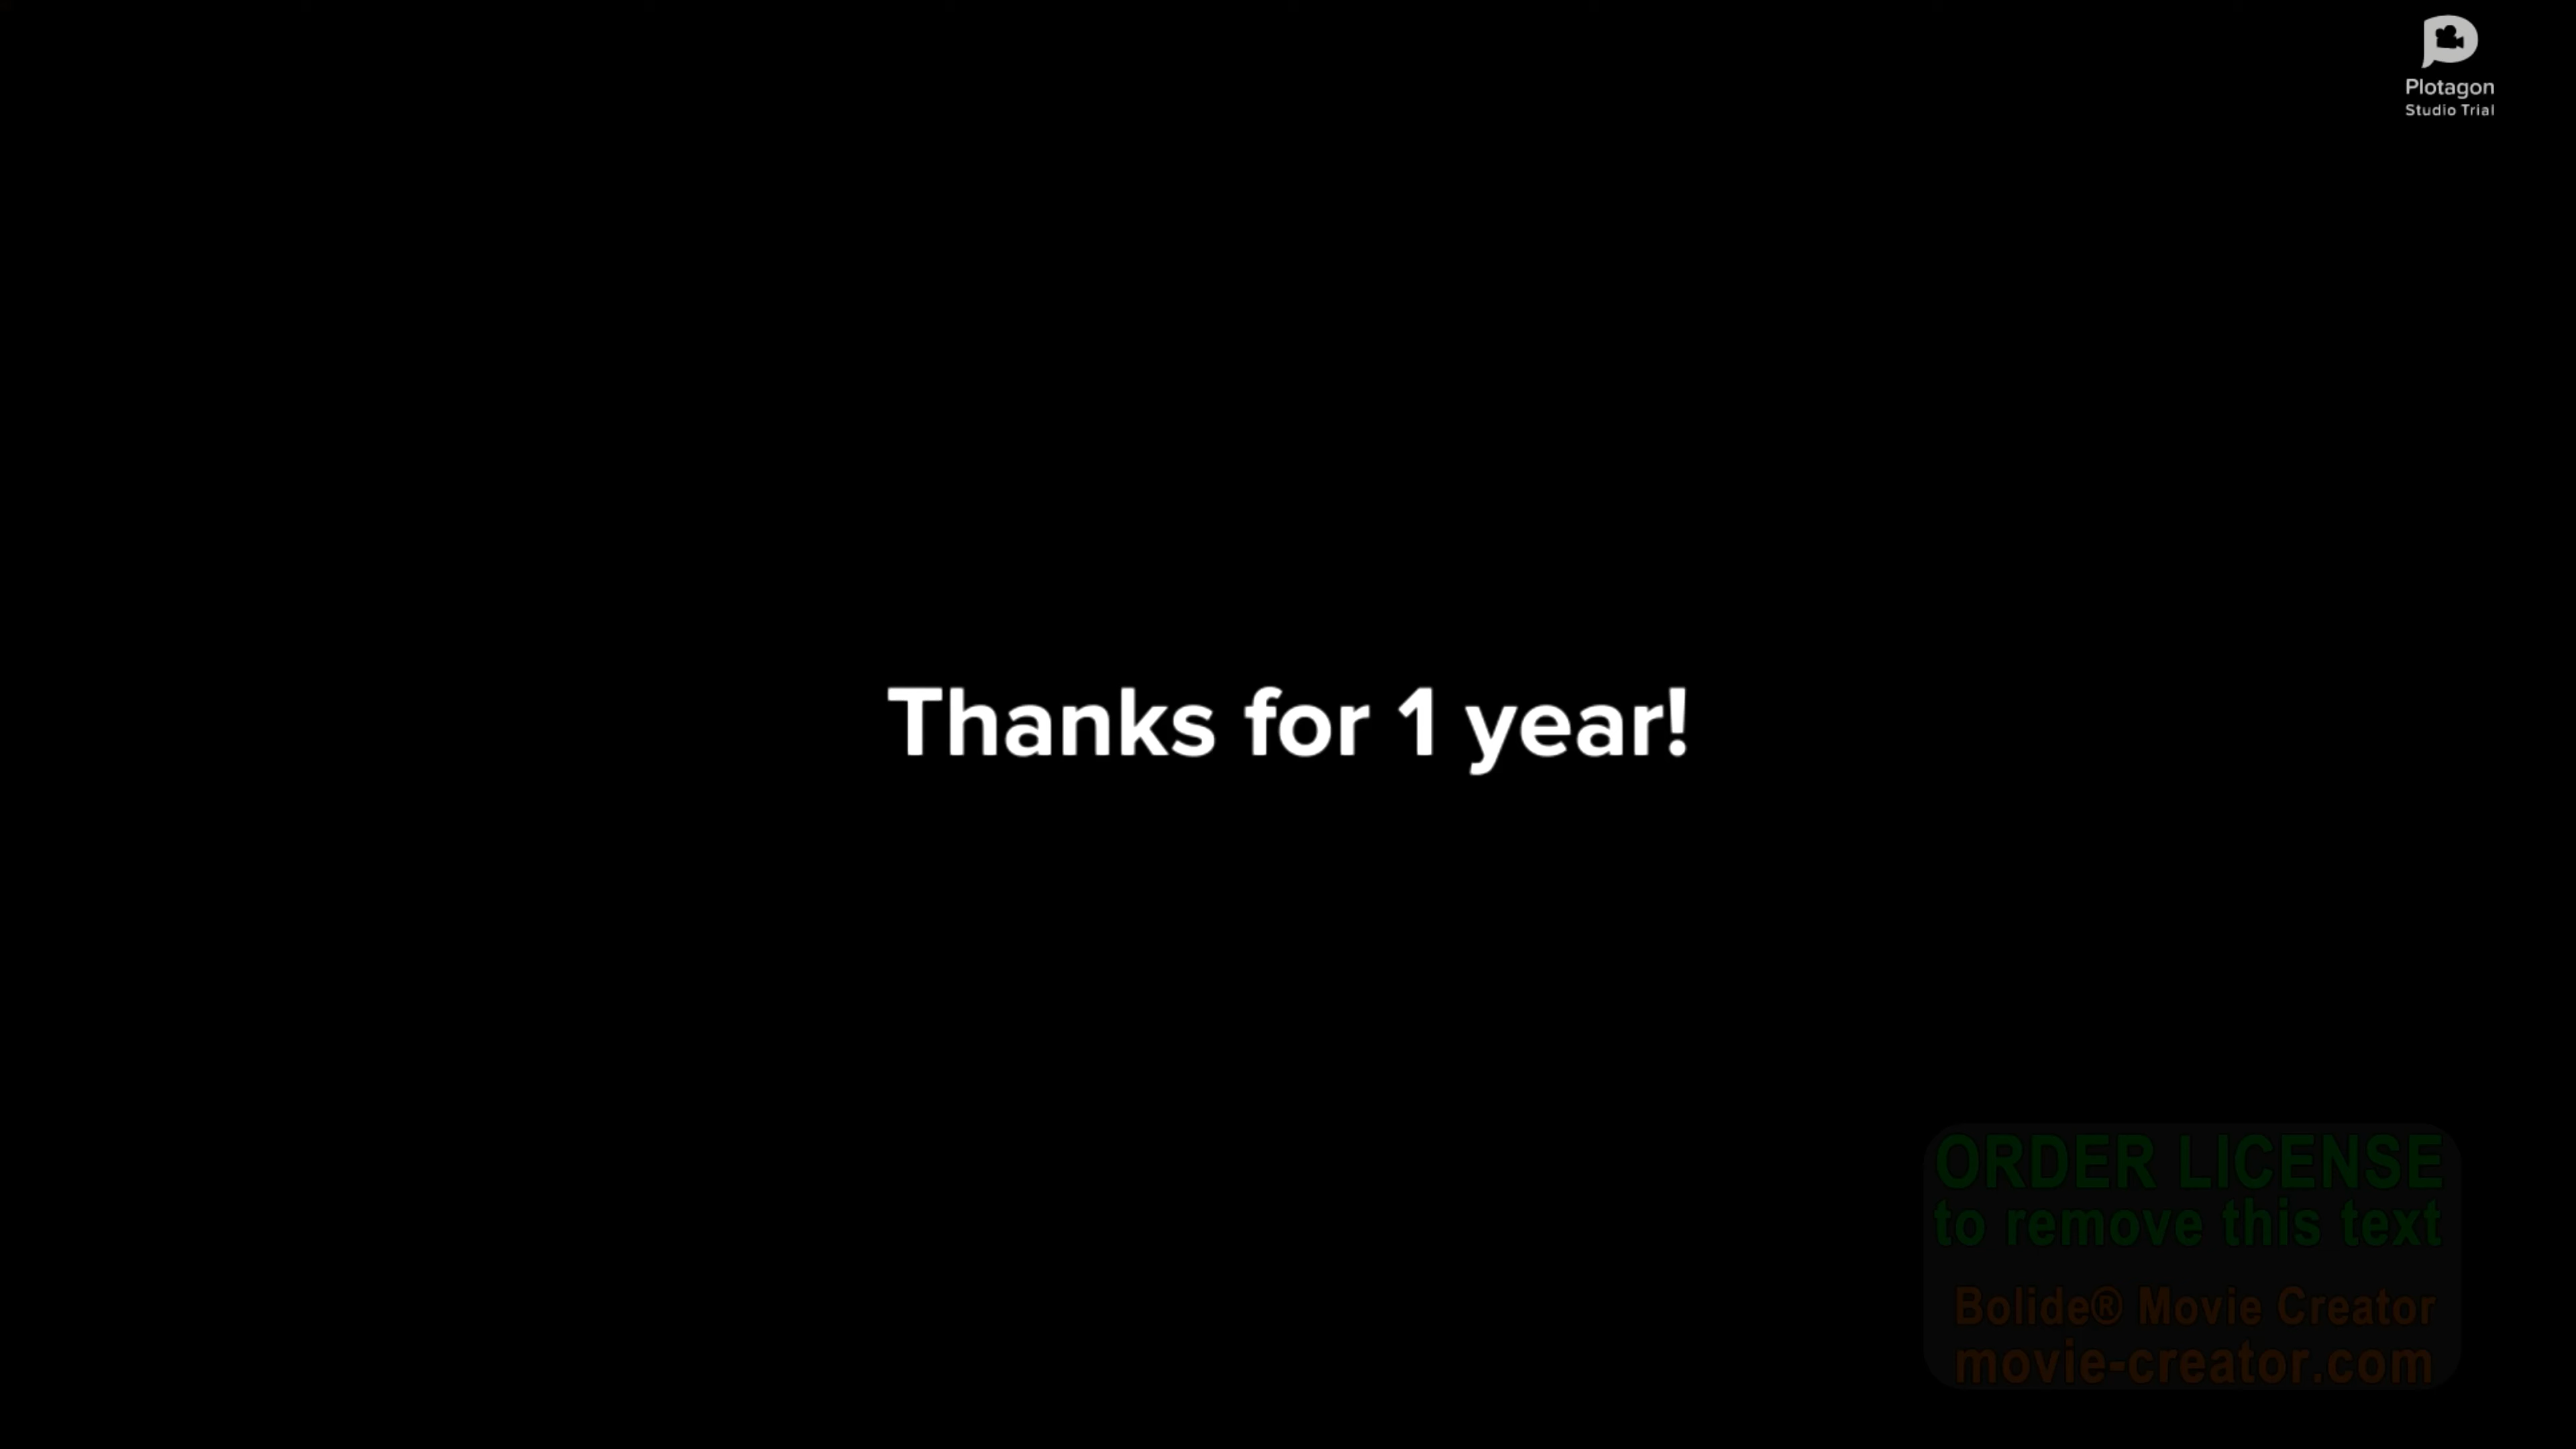 Plotagon
Studio Trial
Thanks for 1 year!
ORDER LICENSE
to remove this text
Bolide® Movie Creator
movie-creator.com